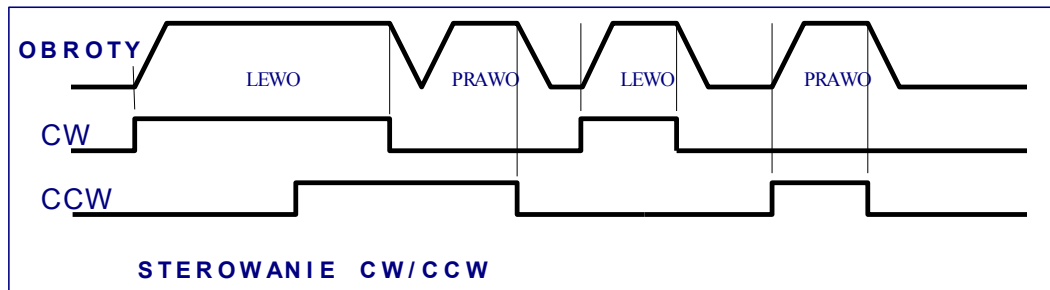 OBROTY
LEWO PRAWO LEWO PRAWO
CW
CCW
STEROWANIE CW/CCW